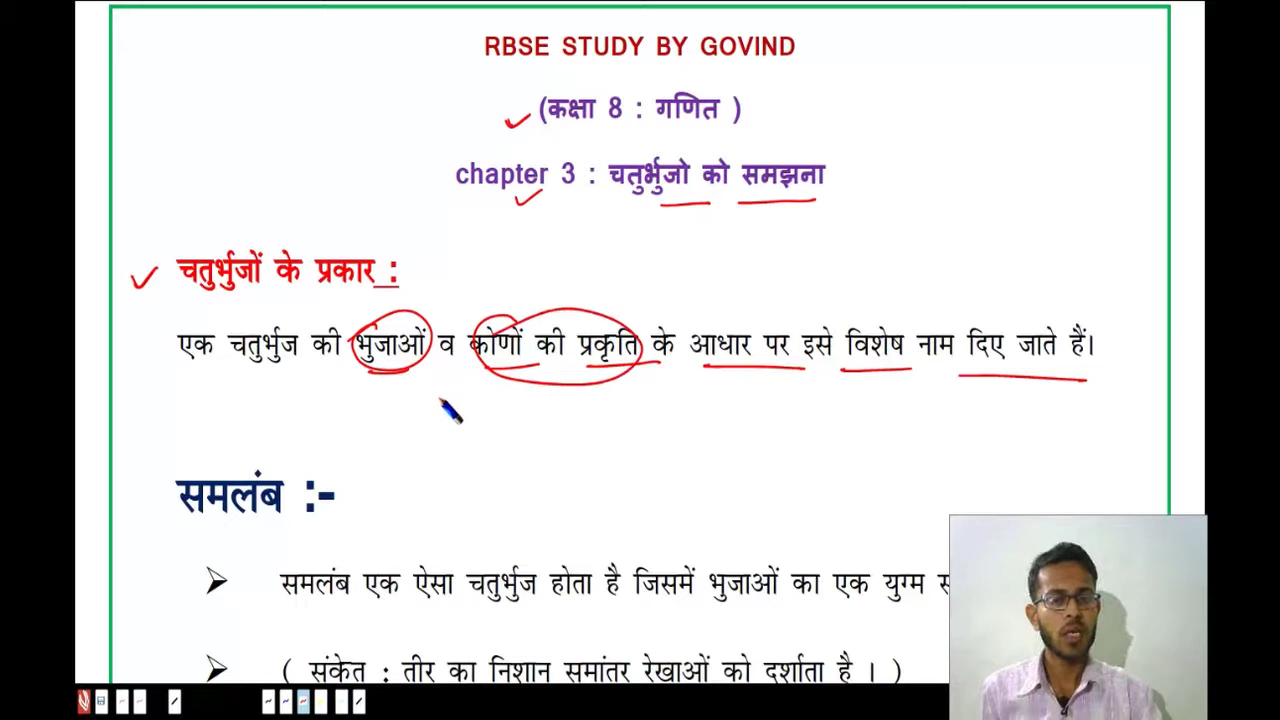 RBSE STUDY BY GOVIND
(कक्षा 8 : गणित )
chapter 3 : चतुर्भुजो को समझना
चतुर्भुजों के प्रकार :
एक चतुर्भुज की भुजाओं व कोणों की प्रकृति के आधार पर इसे विशेष नाम दिए जाते हैं।
समलंब :-
समलंब एक ऐसा चतुर्भुज होता है जिसमें भुजाओं का एक युग्म
( संकेत : तीर का निशान समांतर रेखाओं को दर्शाता है । )